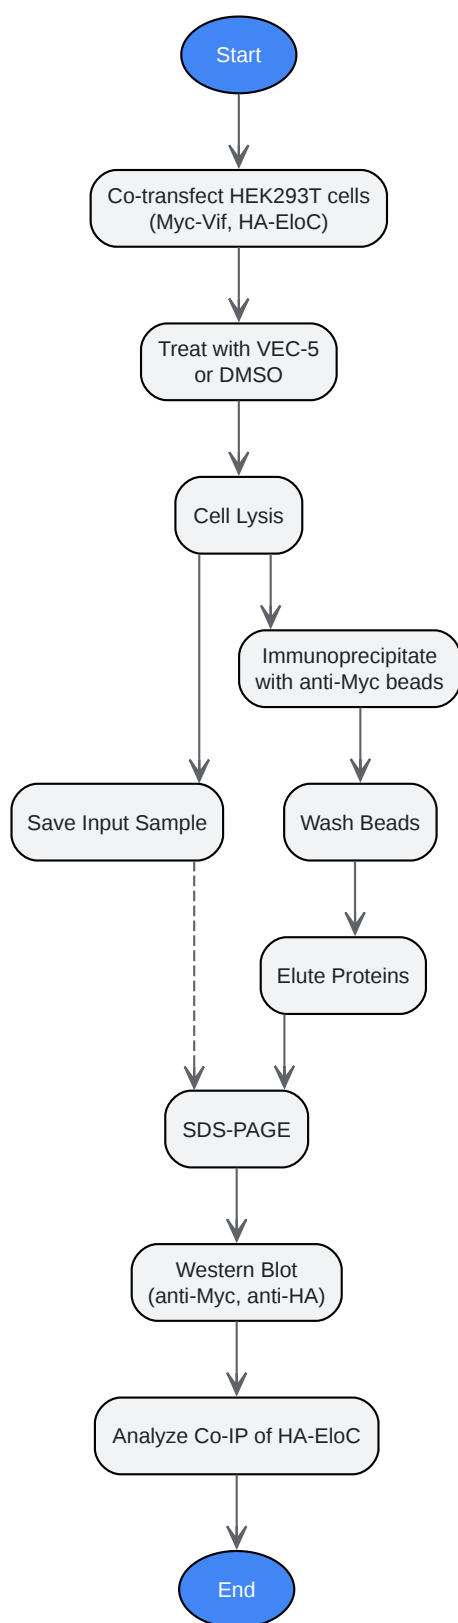 Start
Co-transfect HEK293T cells
(Myc-Vif, HA-EloC)
Treat with VEC-5
or DMSO
Cell Lysis
Immunoprecipitate
with anti-Myc beads
Save Input Sample
Wash Beads
Elute Proteins
SDS-PAGE
Western Blot
(anti-Myc, anti-HA)
Analyze Co-IP of HA-EloC
End